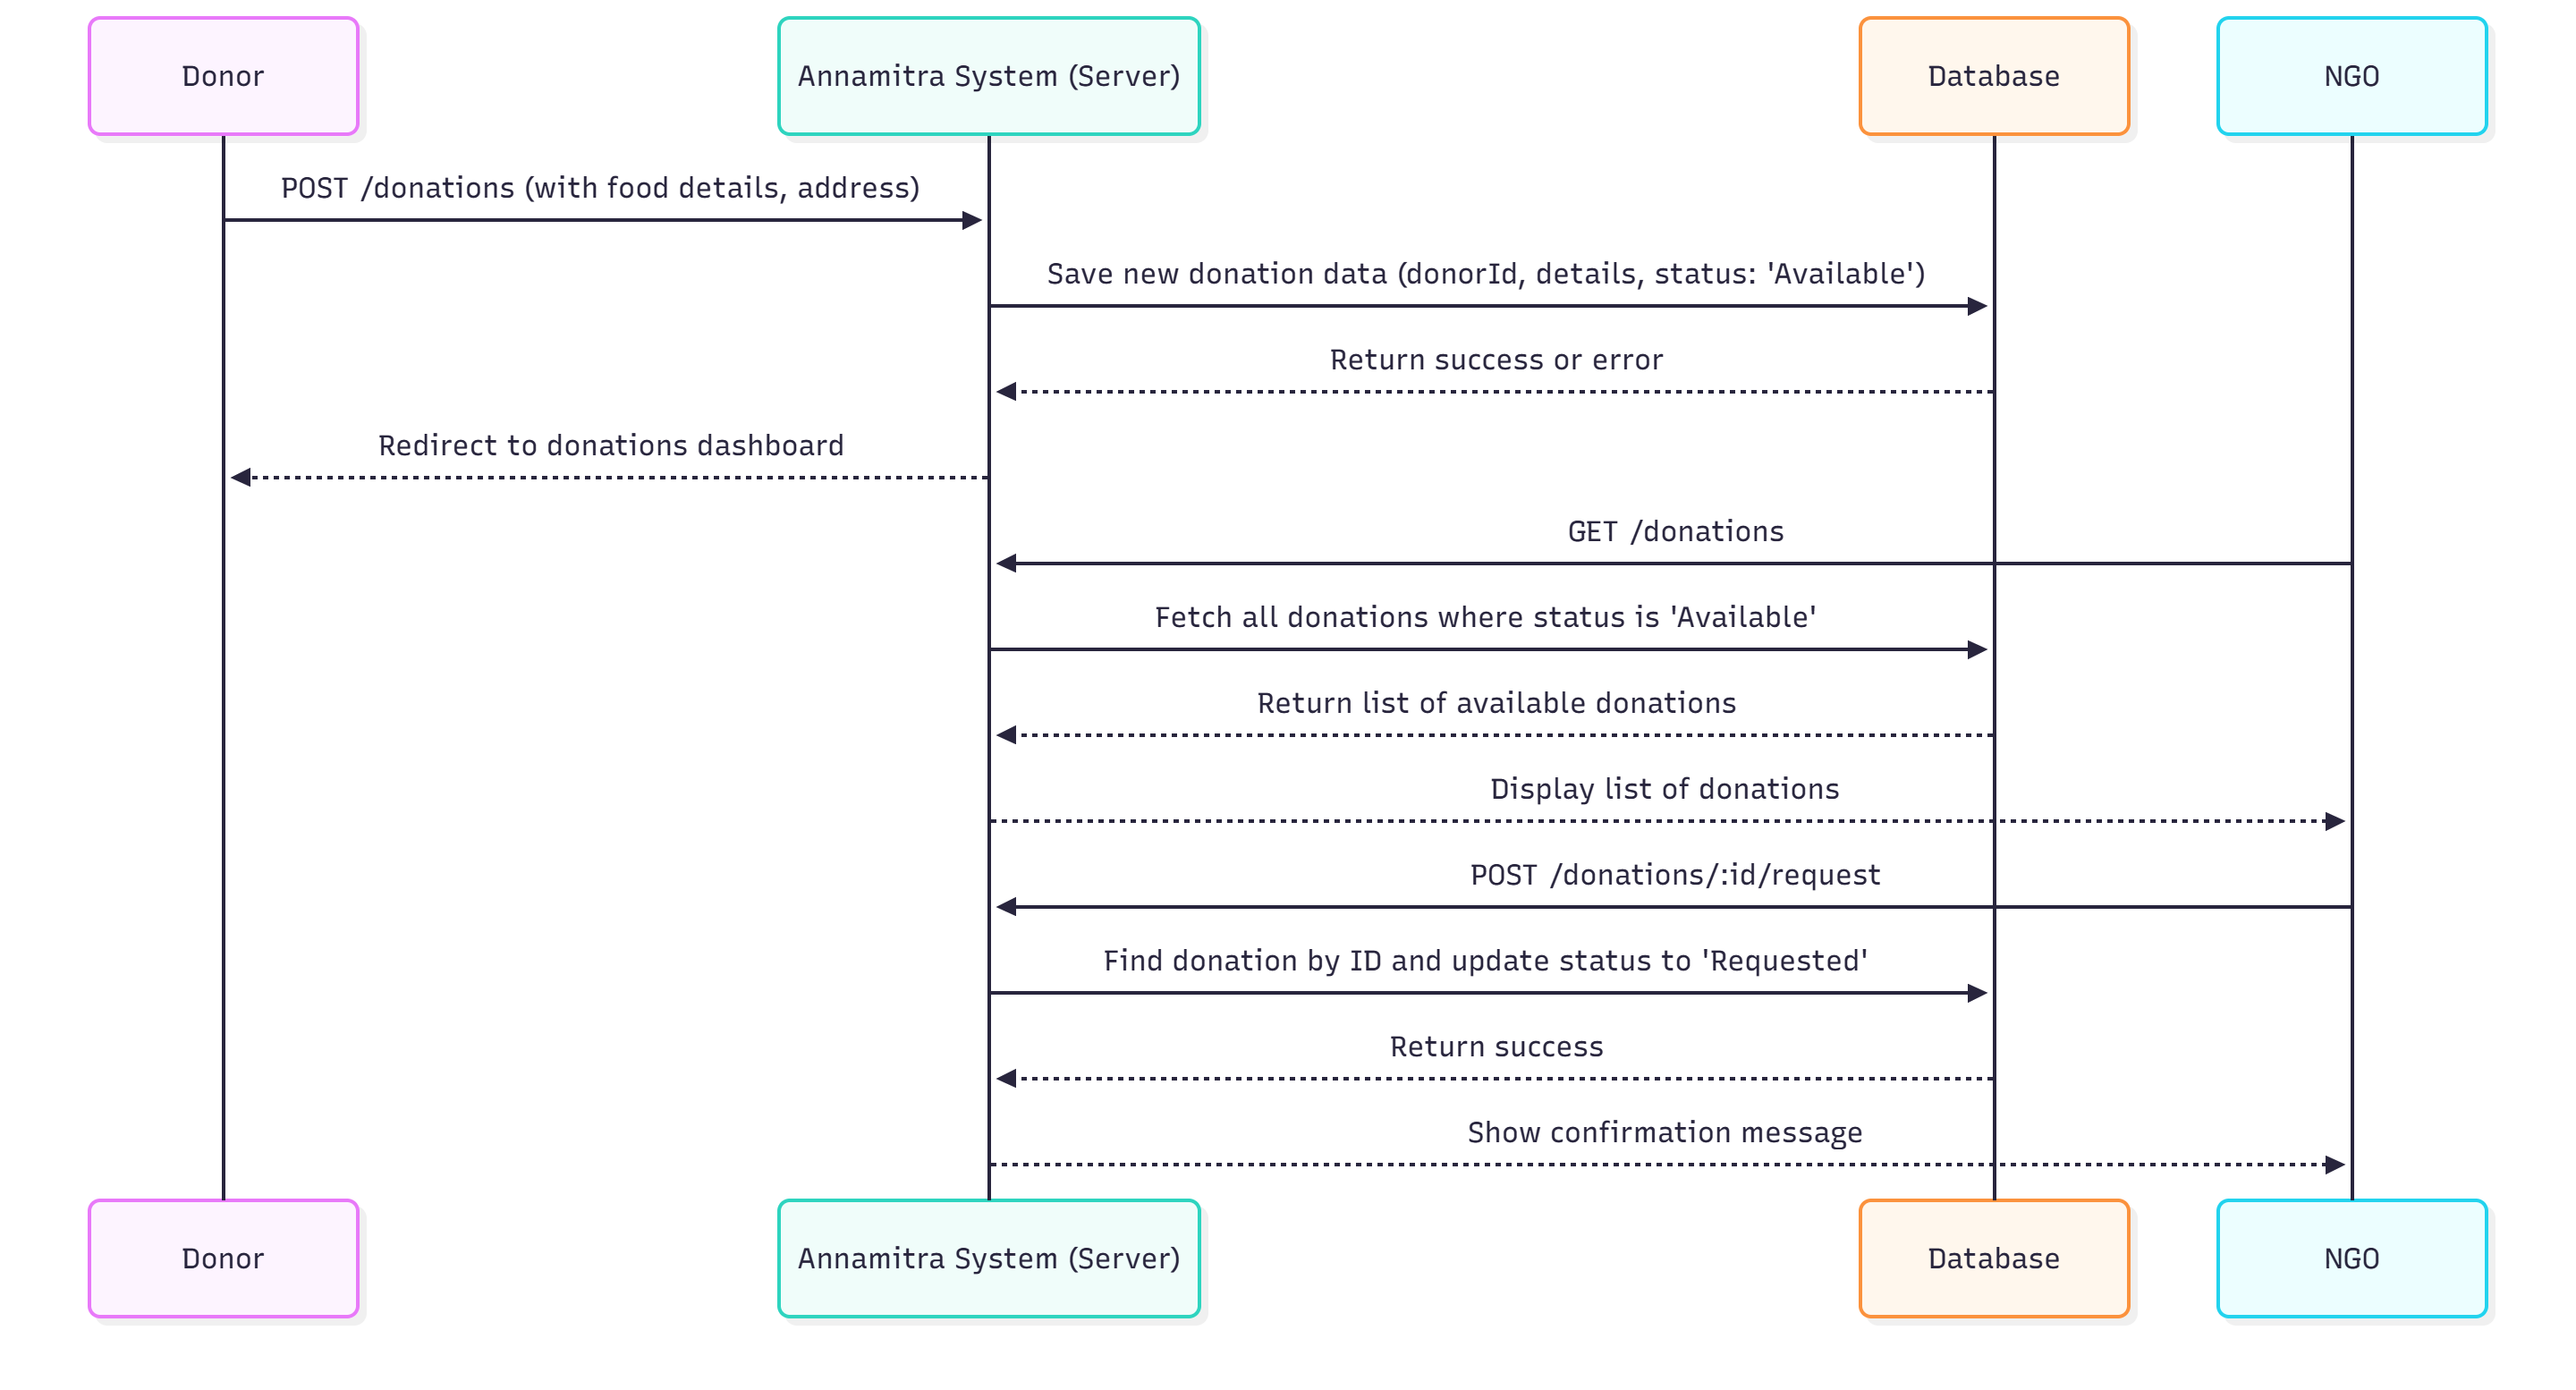 Donor
Annamitra System (Server)
Database
NGO
POST /donations (with food details, address)
Save new donation data (donorId, details, status: 'Available')
Return success or error
Redirect to donations dashboard
GET /donations
Fetch all donations where status is 'Available'
Return list of available donations
Display list of donations
POST /donations/:id/request
Find donation by ID and update status to 'Requested'
Return success
Show confirmation message
Donor
Annamitra System (Server)
Database
NGO